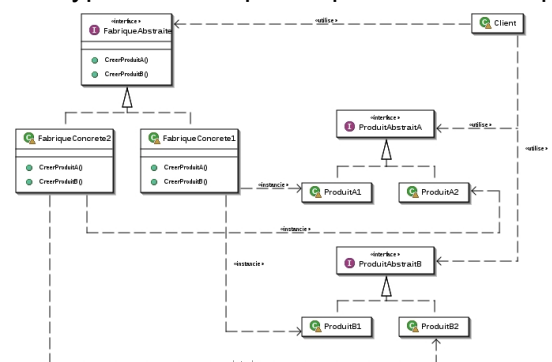 «interface»
FabriqueAbstraite
CreerProduitA()
CreerProduitB()
«utilise»
Client
FabriqueConcrete2
CreerProduitA()
CreerProduitB()
FabriqueConcrete1
CreerProduitA()
CreerProduitB()
«interface»
ProduitAbstraitA
«utilise»
«utilise»
«instancie»
ProduitA1
ProduitA2
«instancie»
«interface»
ProduitAbstraitB
«instancie»
ProduitB1
ProduitB2